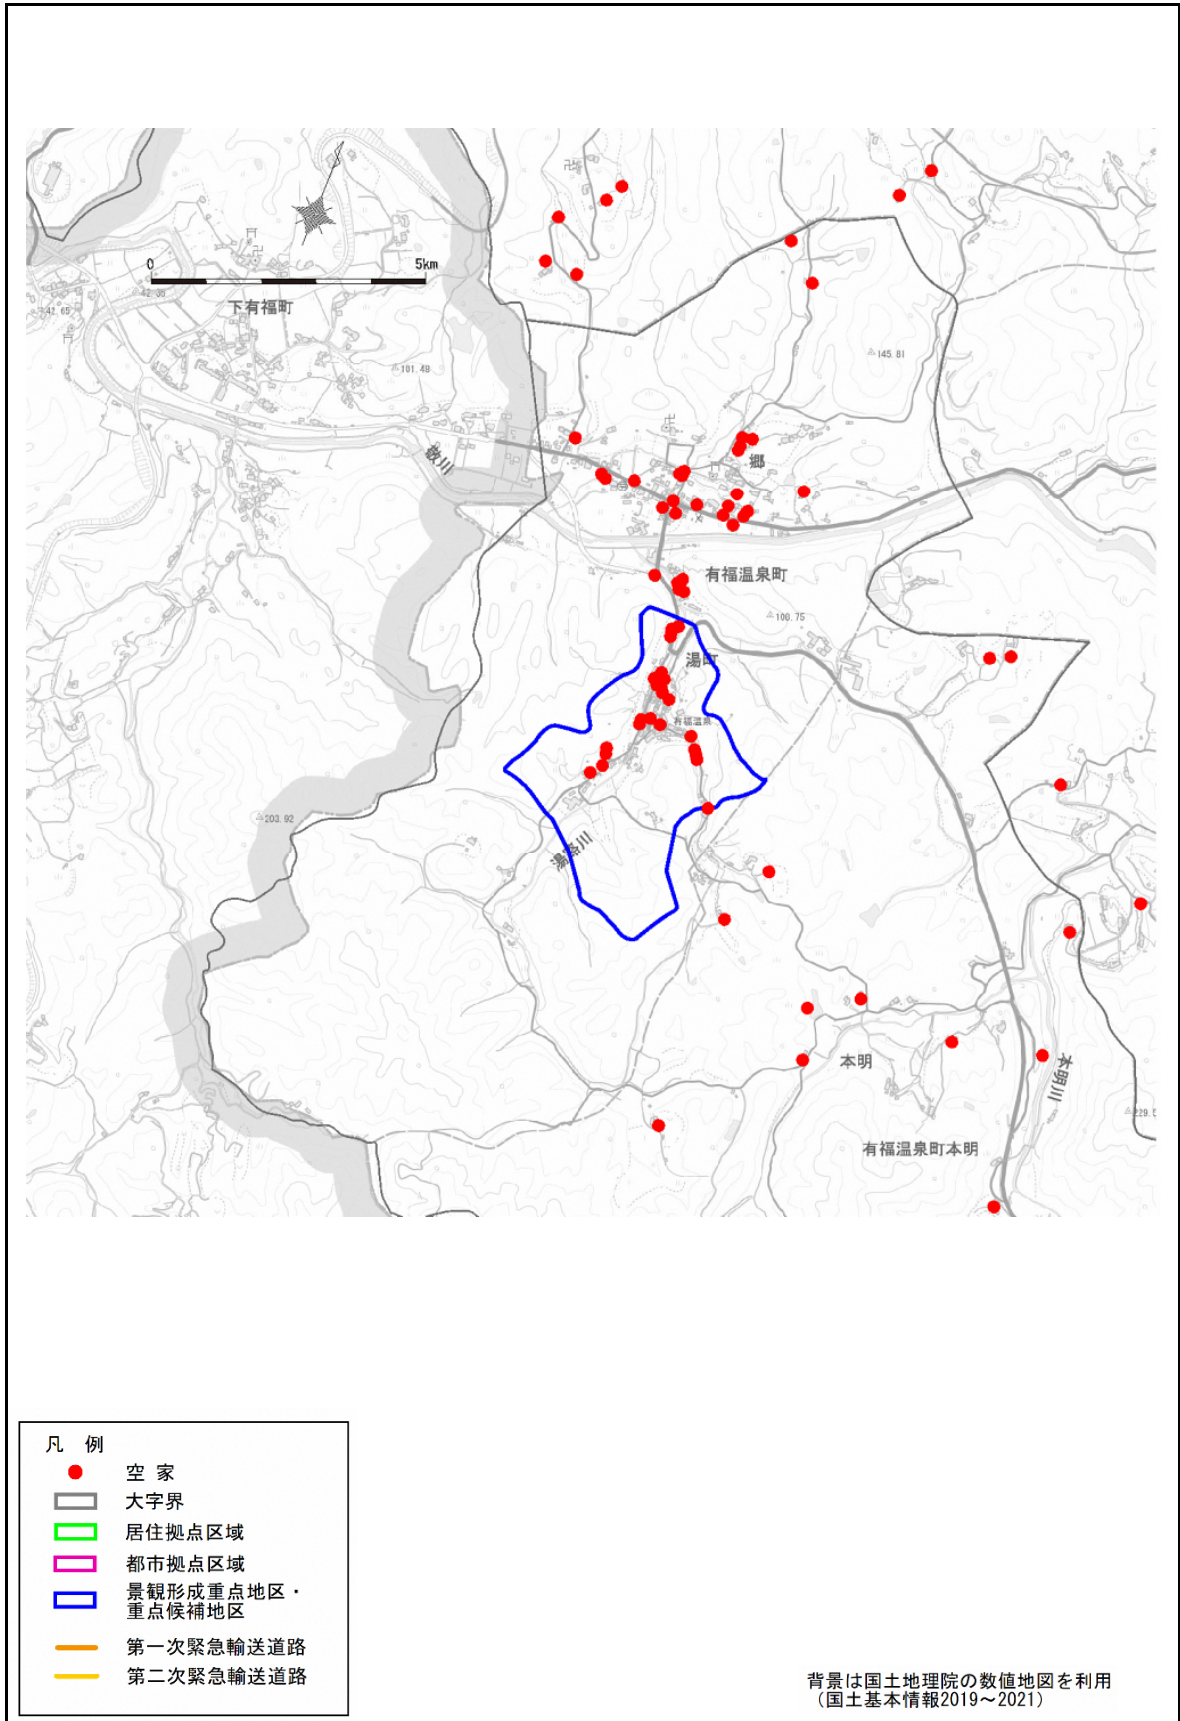 0
5km
42.30
42.65
下有福町
101.48
敬川
145.81
郷
有福温泉町
100.75
湯町
有福温泉
203.92
湯路川
本明
本明川
有福温泉町本明
凡 例
空 家
大字界
居住拠点区域
都市拠点区域
景観形成重点地区・
重点候補地区
第一次緊急輸送道路
第二次緊急輸送道路
背景は国土地理院の数値地図を利用
（国土基本情報2019～2021）